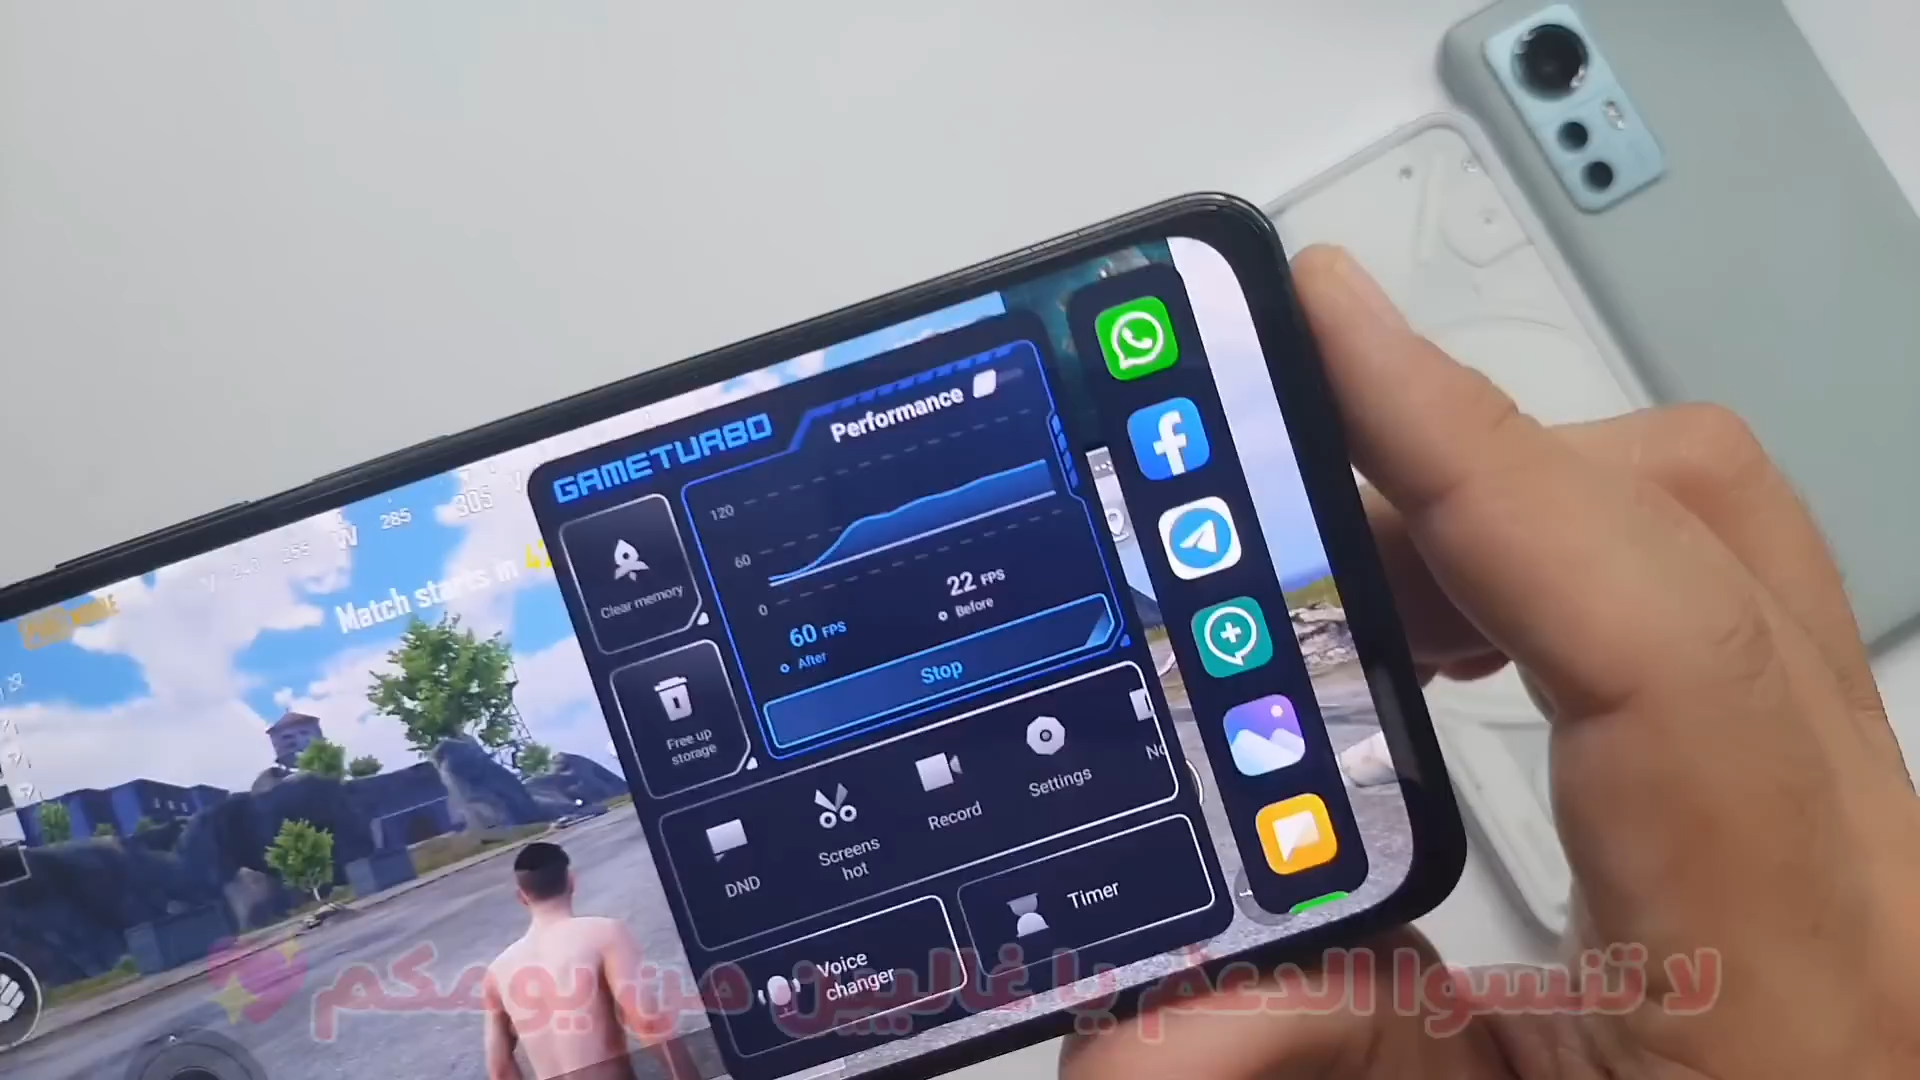 GAMETURBO
Performance
120
60
0
60 FPS
After
22 FPS
Before
Stop
Clear memory
Free up
storage
DND
Screens
hot
Record
Settings
Voice
changer
Timer
285
305
W
Match starts in
لا تنسوا الدعم يا غاليين من يومكم